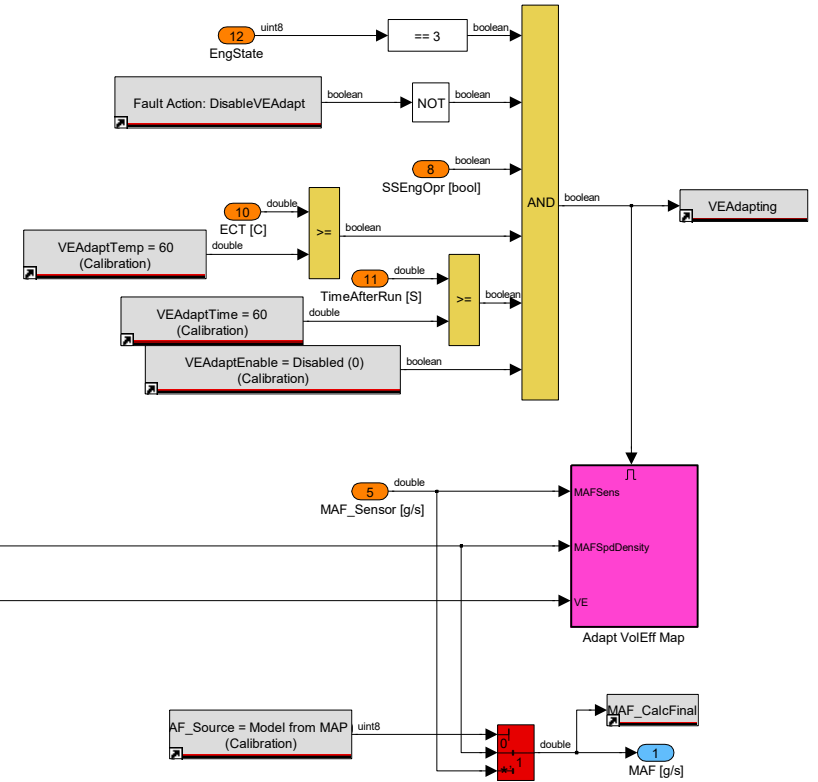 12
uint8
EngState
== 3
boolean
Fault Action: DisableVEAdapt
boolean
NOT
boolean
8
boolean
SSEngOpr [bool]
AND
boolean
VEAdapting
10
double
ECT [C]
>=
boolean
VEAdaptTemp = 60
(Calibration)
double
11
double
TimeAfterRun [S]
>=
boolean
VEAdaptTime = 60
(Calibration)
double
VEAdaptEnable = Disabled (0)
(Calibration)
boolean
5
double
MAF_Sensor [g/s]
MAFSens
MAFSpdDensity
VE
Adapt VolEff Map
AF_Source = Model from MAP
(Calibration)
uint8
0
1
*
double
MAF_CalcFinal
1
MAF [g/s]